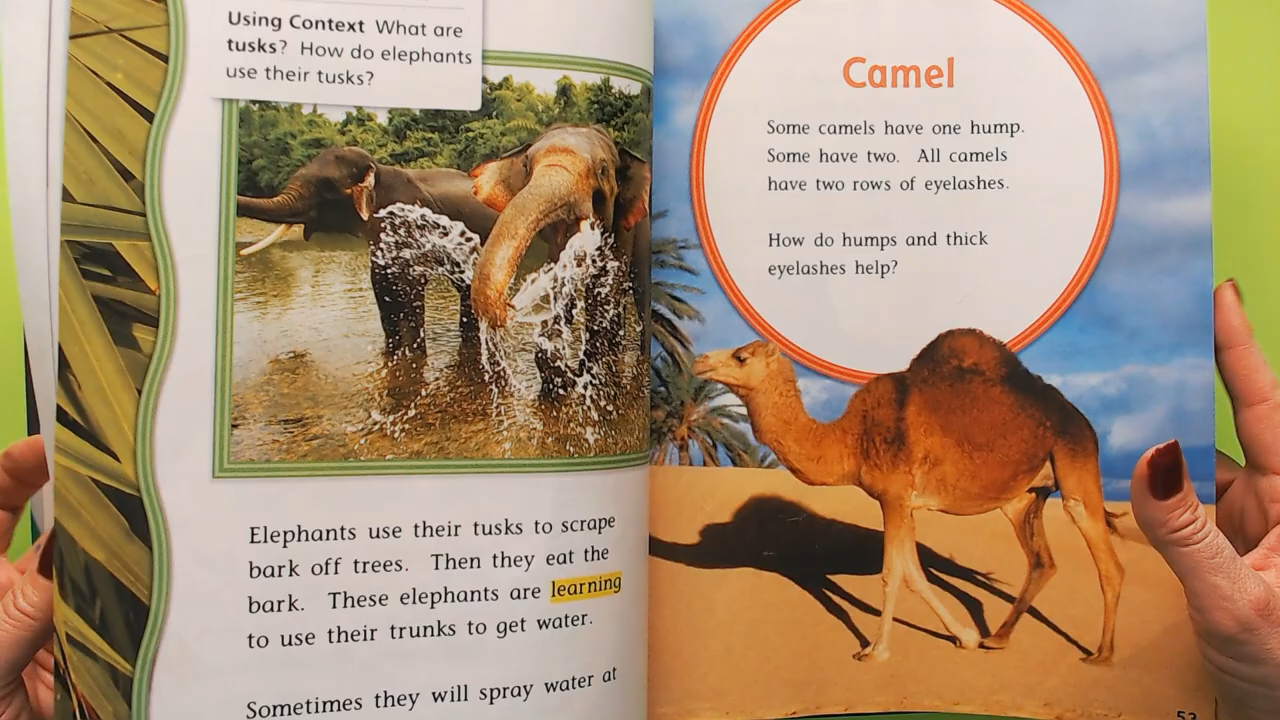 Using Context What are
tusks? How do elephants
use their tusks?
Elephants use their tusks to scrape
bark off trees. Then they eat the
bark. These elephants are learning
to use their trunks to get water.
Sometimes they will spray water at
Camel
Some camels have one hump.
Some have two. All camels
have two rows of eyelashes.
How do humps and thick
eyelashes help?
53